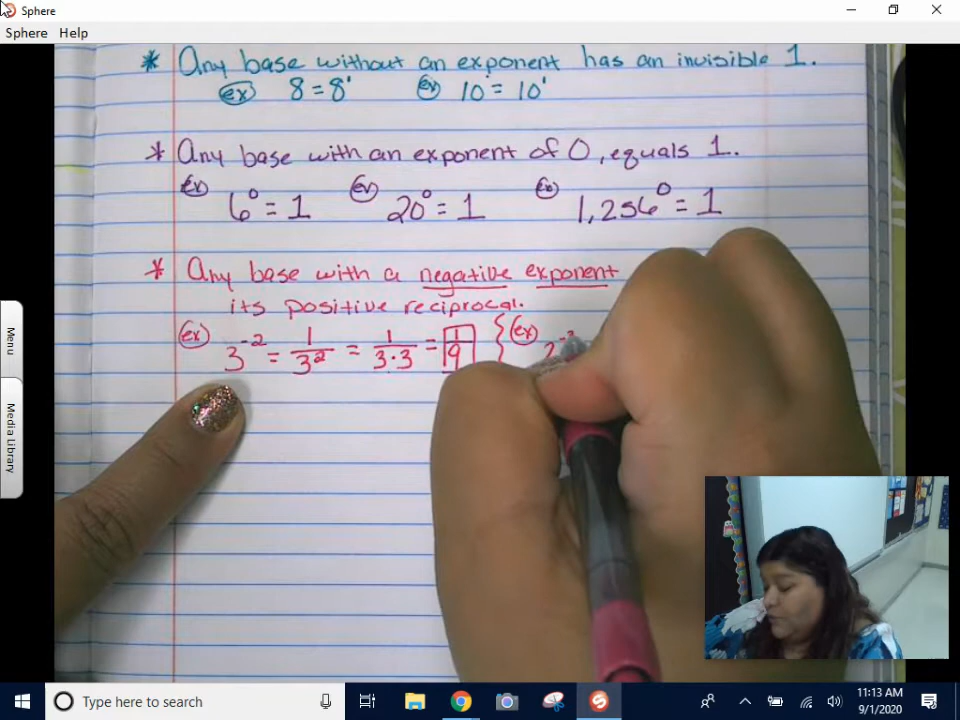 Sphere
Sphere Help
* Any base without an exponent has an invisible 1.
ex 8 = 8¹ ex 10 = 10¹
* Any base with an exponent of 0, equals 1.
ex 6⁰ = 1 ex 20⁰ = 1 ex 1,256⁰ = 1
* Any base with a negative exponent
its positive reciprocal.
ex 3⁻² = 1/3² = 1/3·3 = 1/9 { ex
Menu
Media Library
Type here to search
11:13 AM
9/1/2020